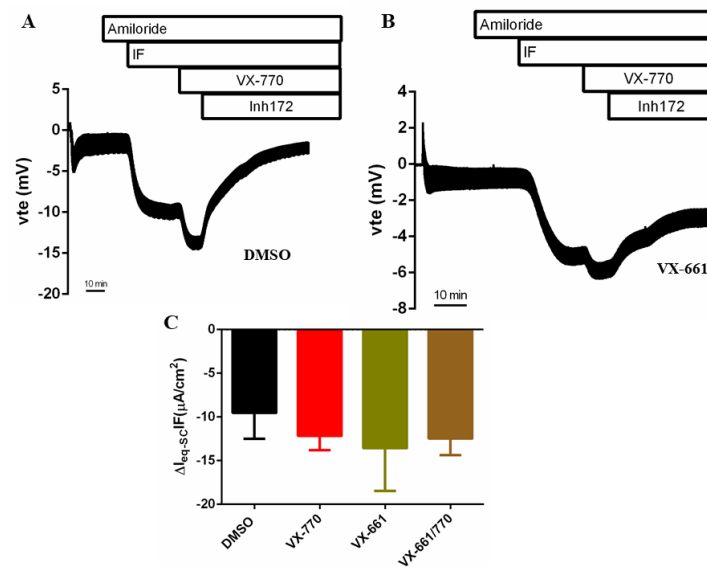 A
Amiloride
IF
VX-770
Inh172
5
0
-5
-10
-15
-20
vte (mV)
10 min
DMSO
B
Amiloride
IF
VX-770
Inh172
4
2
0
-2
-4
-6
-8
vte (mV)
10 min
VX-661
C
0
-5
-10
-15
-20
ΔIeq-SCIF(µA/cm²)
DMSO
VX-770
VX-661
VX-661/770